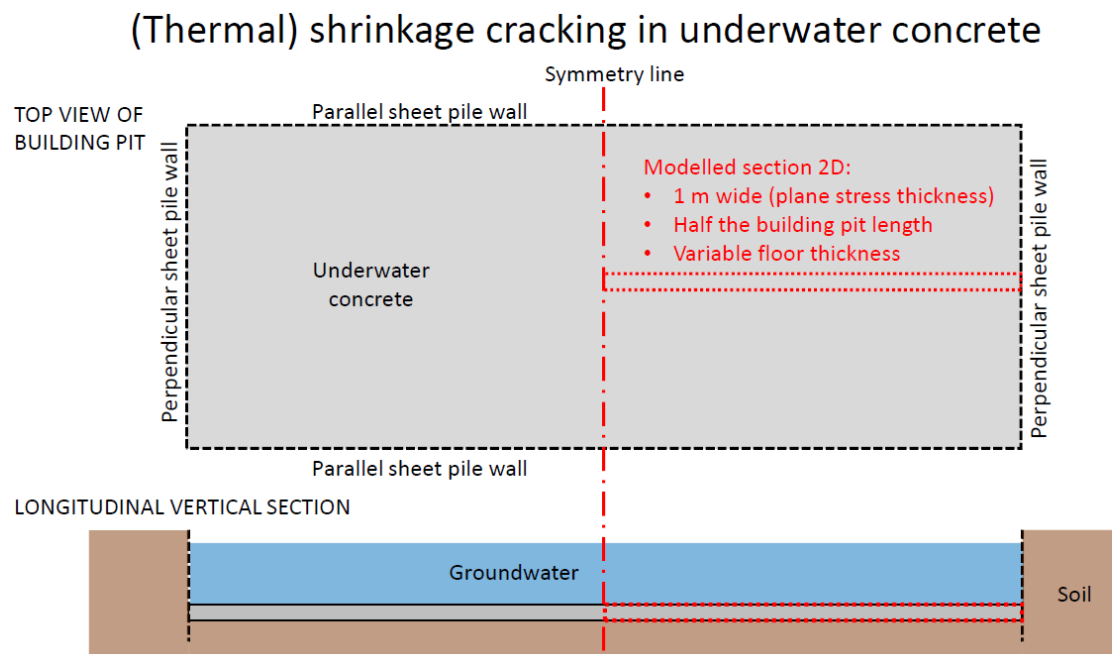 (Thermal) shrinkage cracking in underwater concrete
Symmetry line
TOP VIEW OF
BUILDING PIT
Parallel sheet pile wall
Perpendicular sheet pile wall
Modelled section 2D:
• 1 m wide (plane stress thickness)
• Half the building pit length
• Variable floor thickness
Underwater
concrete
Perpendicular sheet pile wall
Parallel sheet pile wall
LONGITUDINAL VERTICAL SECTION
Groundwater
Soil